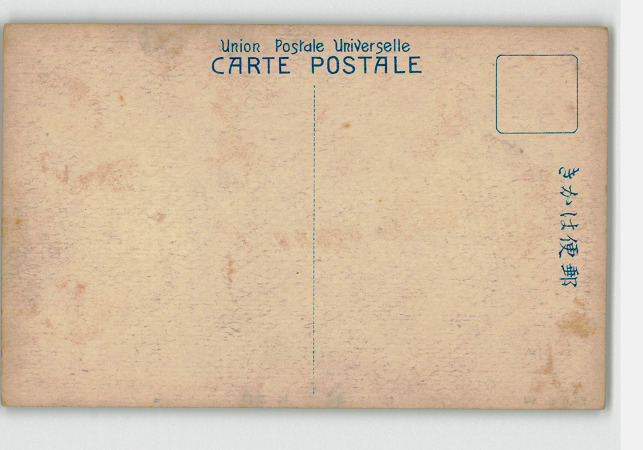 Union Postale Universelle
CARTE POSTALE
郵便はかき